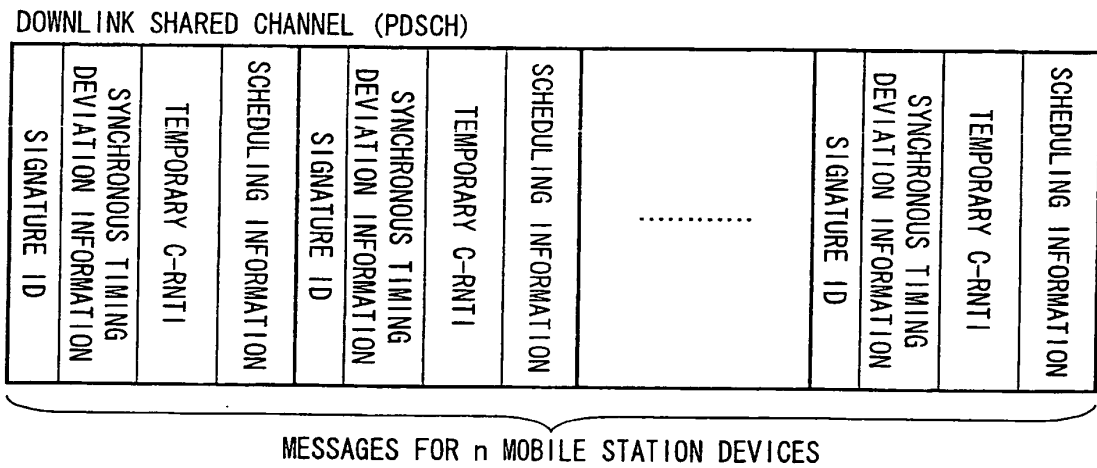 DOWNLINK SHARED CHANNEL (PDSCH)
SIGNATURE ID
SYNCHRONOUS TIMING
DEVIATION INFORMATION
TEMPORARY C-RNTI
SCHEDULING INFORMATION
SIGNATURE ID
SYNCHRONOUS TIMING
DEVIATION INFORMATION
TEMPORARY C-RNTI
SCHEDULING INFORMATION
............
SIGNATURE ID
SYNCHRONOUS TIMING
DEVIATION INFORMATION
TEMPORARY C-RNTI
SCHEDULING INFORMATION
MESSAGES FOR n MOBILE STATION DEVICES